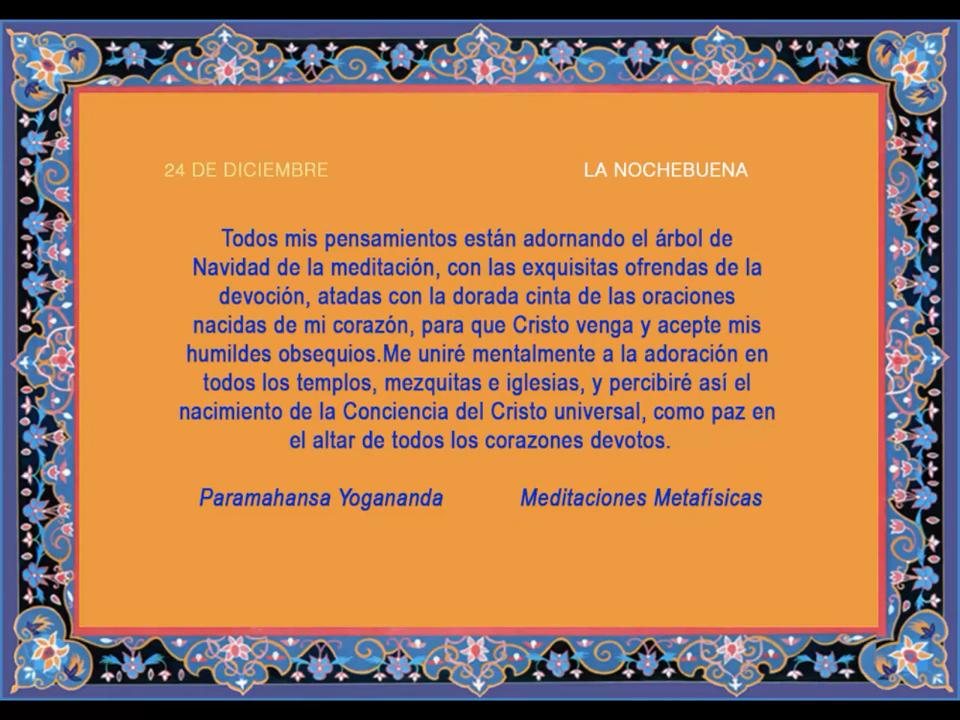 24 DE DICIEMBRE LA NOCHEBUENA
Todos mis pensamientos están adornando el árbol de
Navidad de la meditación, con las exquisitas ofrendas de la
devoción, atadas con la dorada cinta de las oraciones
nacidas de mi corazón, para que Cristo venga y acepte mis
humildes obsequios.Me uniré mentalmente a la adoración en
todos los templos, mezquitas e iglesias, y percibiré así el
nacimiento de la Conciencia del Cristo universal, como paz en
el altar de todos los corazones devotos.
Paramahansa Yogananda Meditaciones Metafísicas